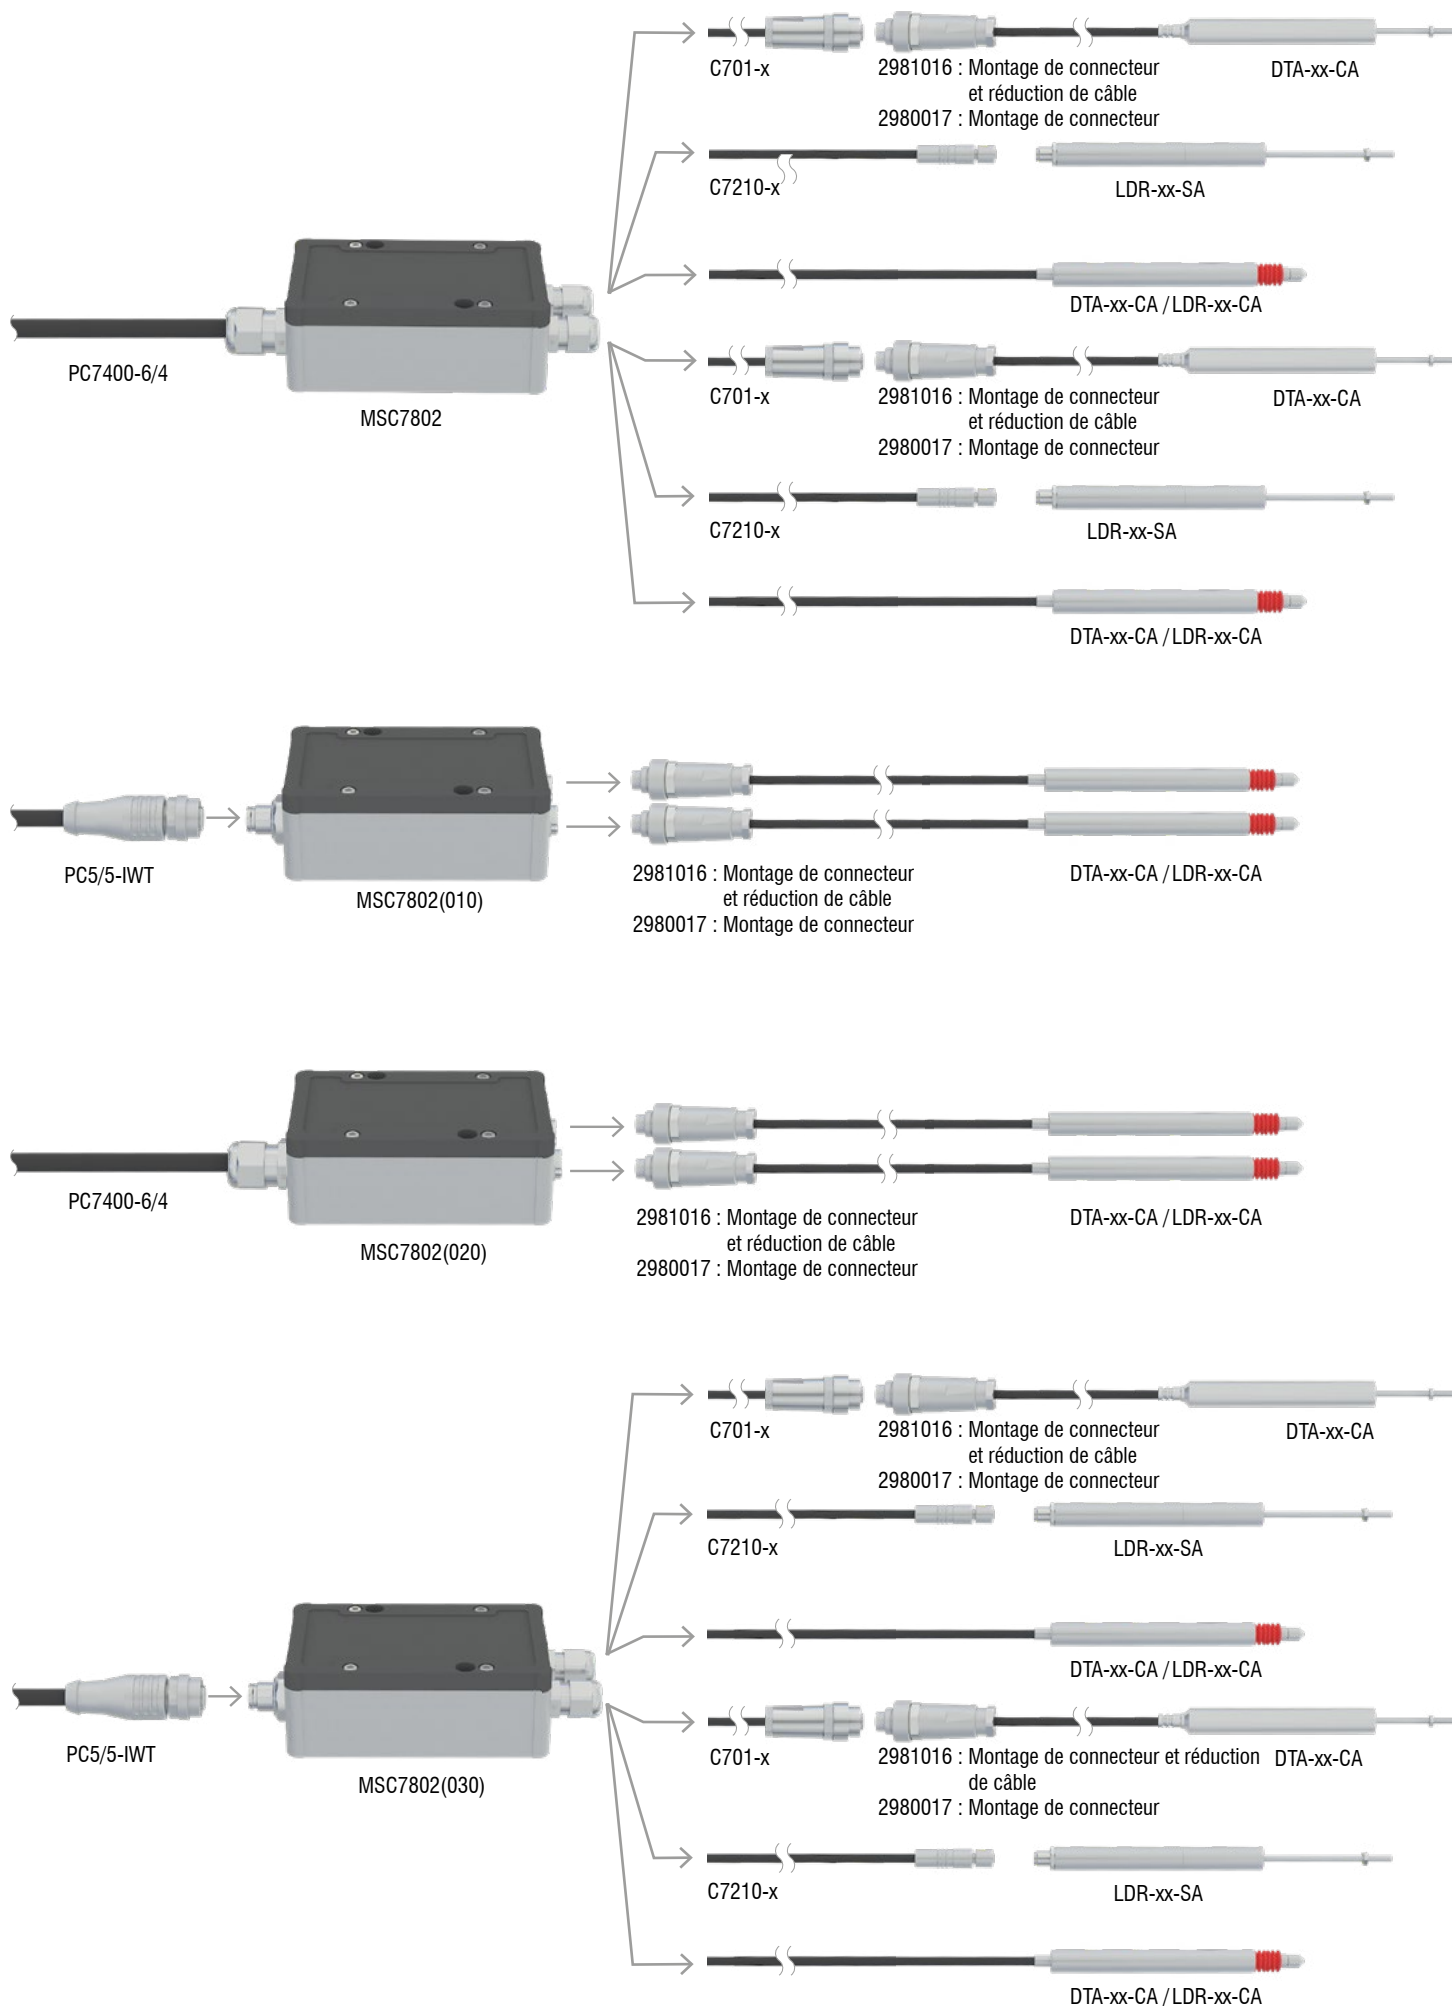 C701-x
2981016 : Montage de connecteur
et réduction de câble
2980017 : Montage de connecteur
DTA-xx-CA
C7210-x
LDR-xx-SA
DTA-xx-CA / LDR-xx-CA
PC7400-6/4
MSC7802
C701-x
2981016 : Montage de connecteur
et réduction de câble
2980017 : Montage de connecteur
DTA-xx-CA
C7210-x
LDR-xx-SA
DTA-xx-CA / LDR-xx-CA
PC5/5-IWT
MSC7802(010)
2981016 : Montage de connecteur
et réduction de câble
2980017 : Montage de connecteur
DTA-xx-CA / LDR-xx-CA
PC7400-6/4
MSC7802(020)
2981016 : Montage de connecteur
et réduction de câble
2980017 : Montage de connecteur
DTA-xx-CA / LDR-xx-CA
C701-x
2981016 : Montage de connecteur
et réduction de câble
2980017 : Montage de connecteur
DTA-xx-CA
C7210-x
LDR-xx-SA
DTA-xx-CA / LDR-xx-CA
PC5/5-IWT
MSC7802(030)
C701-x
2981016 : Montage de connecteur et réduction
de câble
2980017 : Montage de connecteur
DTA-xx-CA
C7210-x
LDR-xx-SA
DTA-xx-CA / LDR-xx-CA